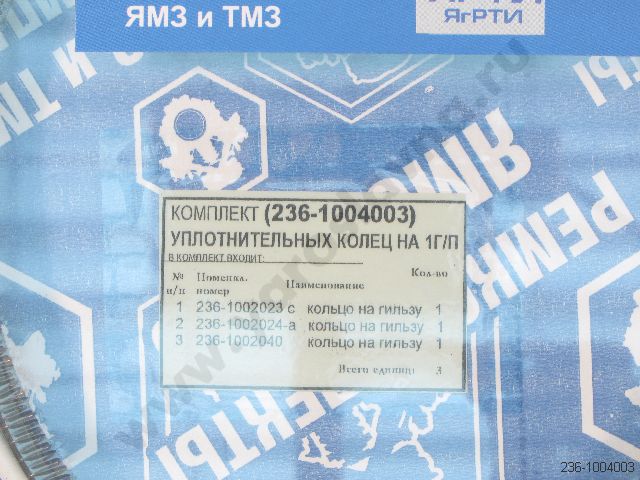 ЯМЗ и ТМЗ
ЯгРТИ
КОМПЛЕКТ (236-1004003)
УПЛОТНИТЕЛЬНЫХ КОЛЕЦ НА 1Г/П
В КОМПЛЕКТ ВХОДИТ:
№ Номенкл. Кол-во
п/п номер Наименование
1 236-1002023 с кольцо на гильзу 1
2 236-1002024-а кольцо на гильзу 1
3 236-1002040 кольцо на гильзу 1
Всего единиц: 3
236-1004003